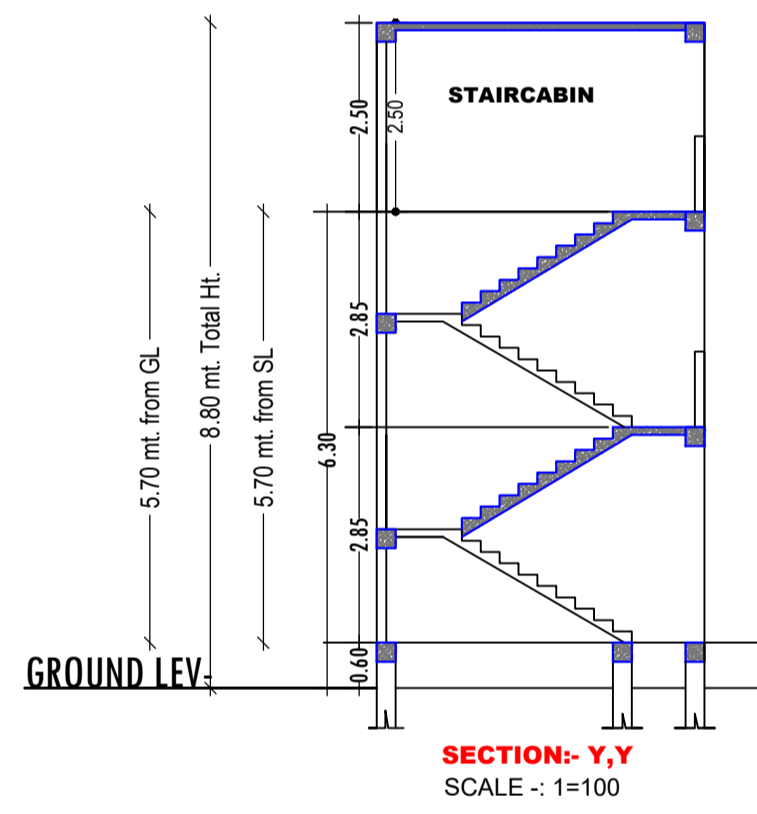 STAIRCABIN
2.50
2.50
2.85
2.85
0.60
6.30
5.70 mt. from GL
8.80 mt. Total Ht.
5.70 mt. from SL
GROUND LEV
SECTION:- Y,Y
SCALE -: 1=100